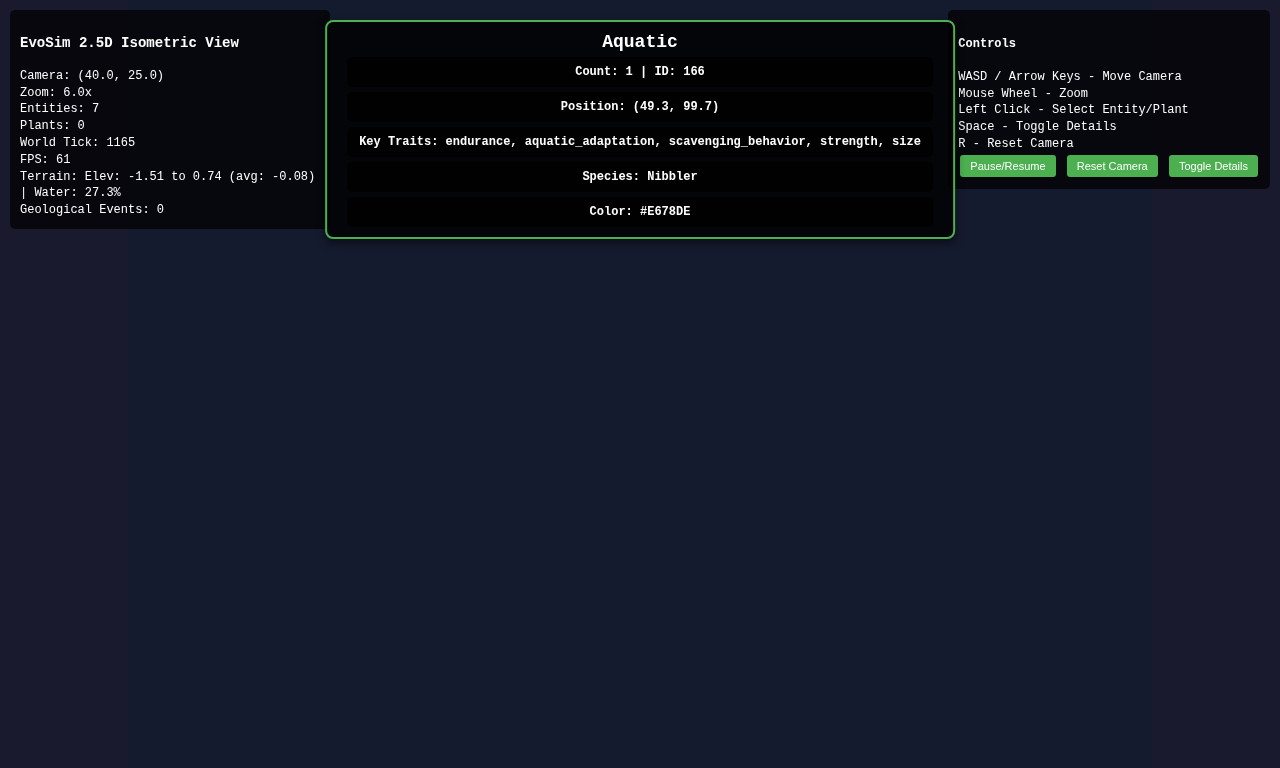 EvoSim 2.5D Isometric View
Camera: (40.0, 25.0)
Zoom: 6.0x
Entities: 7
Plants: 0
World Tick: 1165
FPS: 61
Terrain: Elev: -1.51 to 0.74 (avg: -0.08)
| Water: 27.3%
Geological Events: 0
Aquatic
Count: 1 | ID: 166
Position: (49.3, 99.7)
Key Traits: endurance, aquatic_adaptation, scavenging_behavior, strength, size
Species: Nibbler
Color: #E678DE
Controls
WASD / Arrow Keys - Move Camera
Mouse Wheel - Zoom
Left Click - Select Entity/Plant
Space - Toggle Details
R - Reset Camera
Pause/Resume Reset Camera Toggle Details